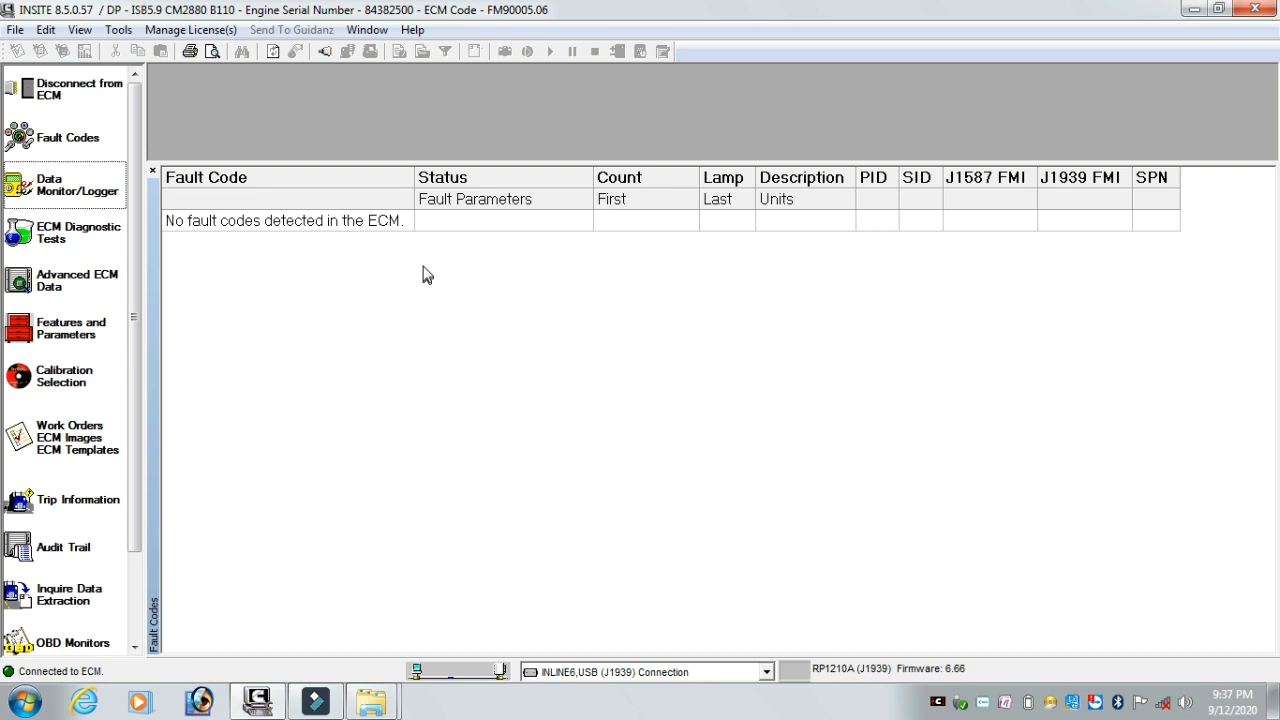 INSITE 8.5.0.57 / DP - ISB5.9 CM2880 B110 - Engine Serial Number - 84382500 - ECM Code - FM90005.06
File Edit View Tools Manage License(s) Send To Guidanz Window Help
Disconnect from
ECM
Fault Codes
Data
Monitor/Logger
ECM Diagnostic
Tests
Advanced ECM
Data
Features and
Parameters
Calibration
Selection
Work Orders
ECM Images
ECM Templates
Trip Information
Audit Trail
Inquire Data
Extraction
OBD Monitors
Fault Code Status Count Lamp Description PID SID J1587 FMI J1939 FMI SPN
Fault Parameters First Last Units
No fault codes detected in the ECM.
Fault Codes
Connected to ECM.
INLINE6,USB (J1939) Connection
RP1210A (J1939) Firmware: 6.66
9:37 PM
9/12/2020